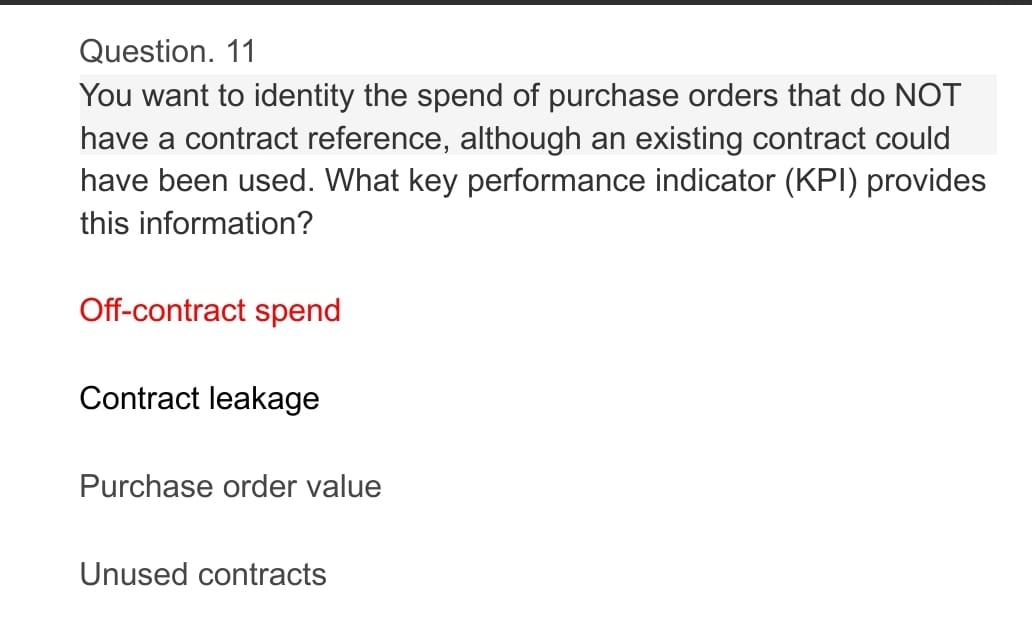 Question. 11
You want to identity the spend of purchase orders that do NOT
have a contract reference, although an existing contract could
have been used. What key performance indicator (KPI) provides
this information?
Off-contract spend
Contract leakage
Purchase order value
Unused contracts